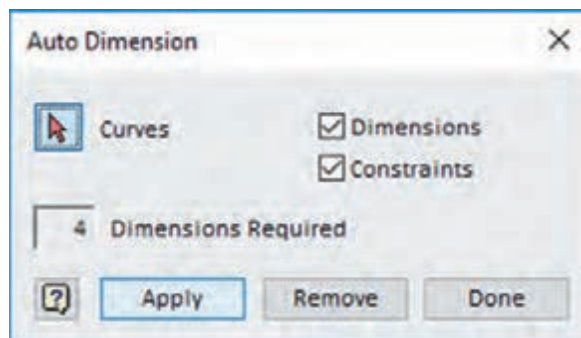 Auto Dimension
Curves
Dimensions
Constraints
4 Dimensions Required
? Apply Remove Done